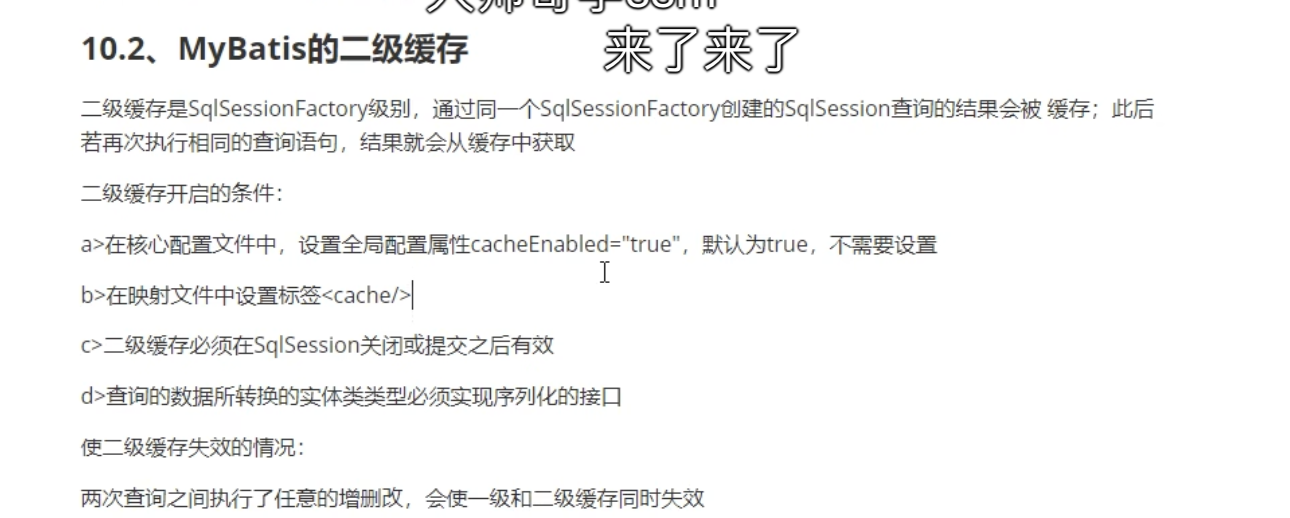 10.2、MyBatis的二级缓存
来了来了
二级缓存是SqlSessionFactory级别，通过同一个SqlSessionFactory创建的SqlSession查询的结果会被 缓存；此后
若再次执行相同的查询语句，结果就会从缓存中获取
二级缓存开启的条件：
a>在核心配置文件中，设置全局配置属性cacheEnabled="true"，默认为true，不需要设置
b>在映射文件中设置标签<cache/>
c>二级缓存必须在SqlSession关闭或提交之后有效
d>查询的数据所转换的实体类类型必须实现序列化的接口
使二级缓存失效的情况：
两次查询之间执行了任意的增删改，会使一级和二级缓存同时失效